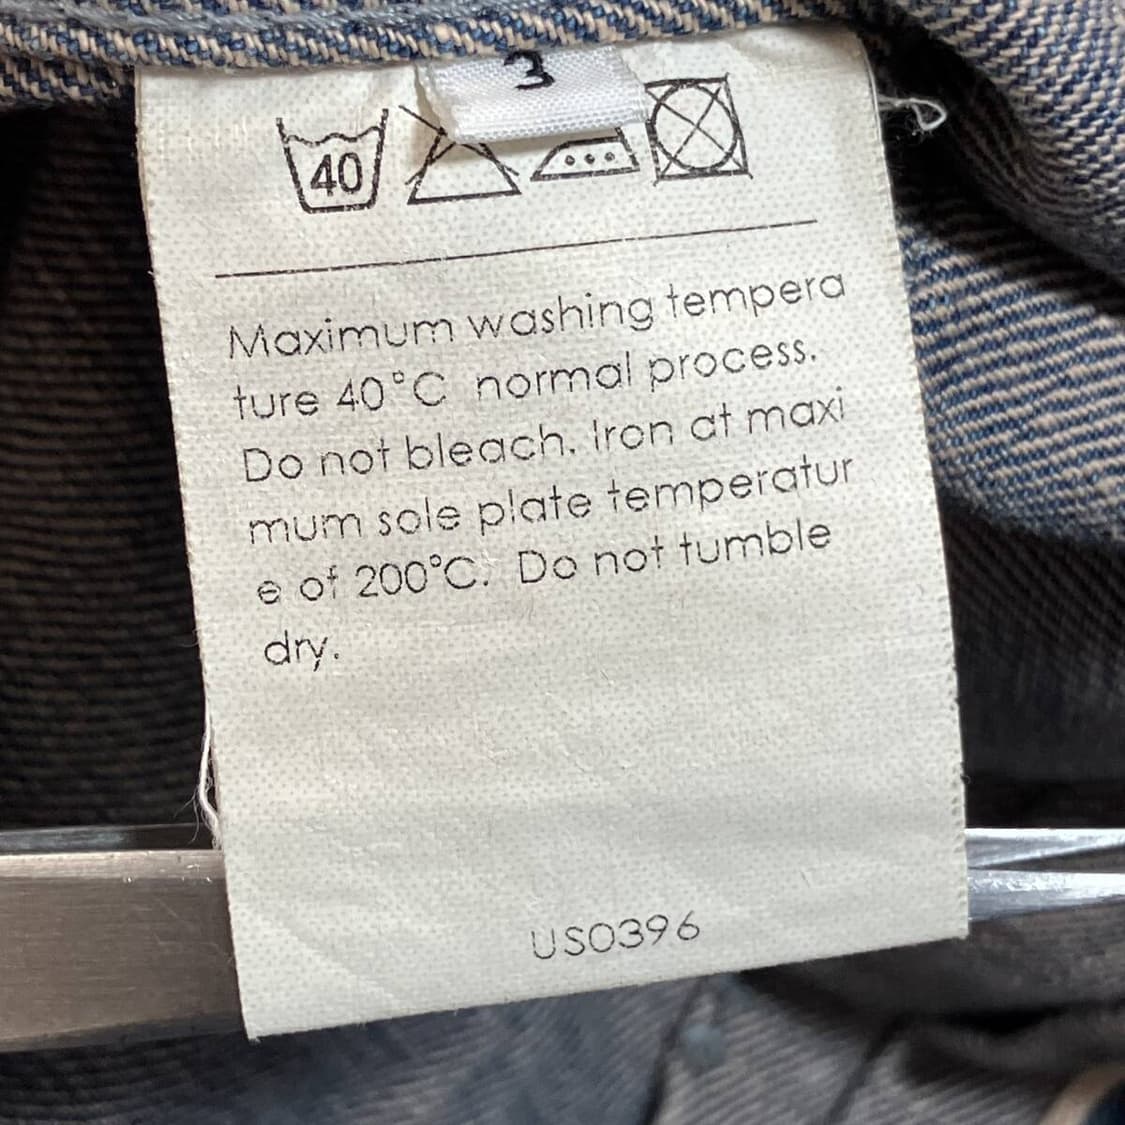 3
40
Maximum washing tempera
ture 40°C normal process.
Do not bleach. Iron at maxi
mum sole plate temperatur
e of 200°C. Do not tumble
dry.
US0396